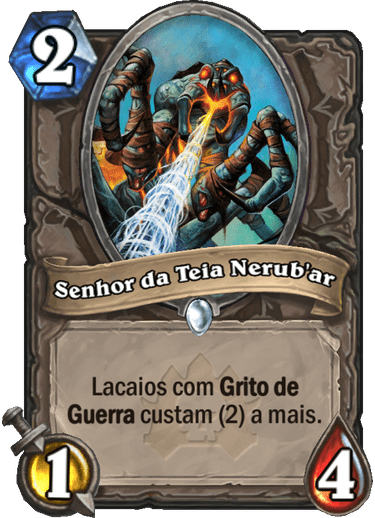 2
Senhor da Teia Nerub'ar
Lacaios com Grito de
Guerra custam (2) a mais.
1
4